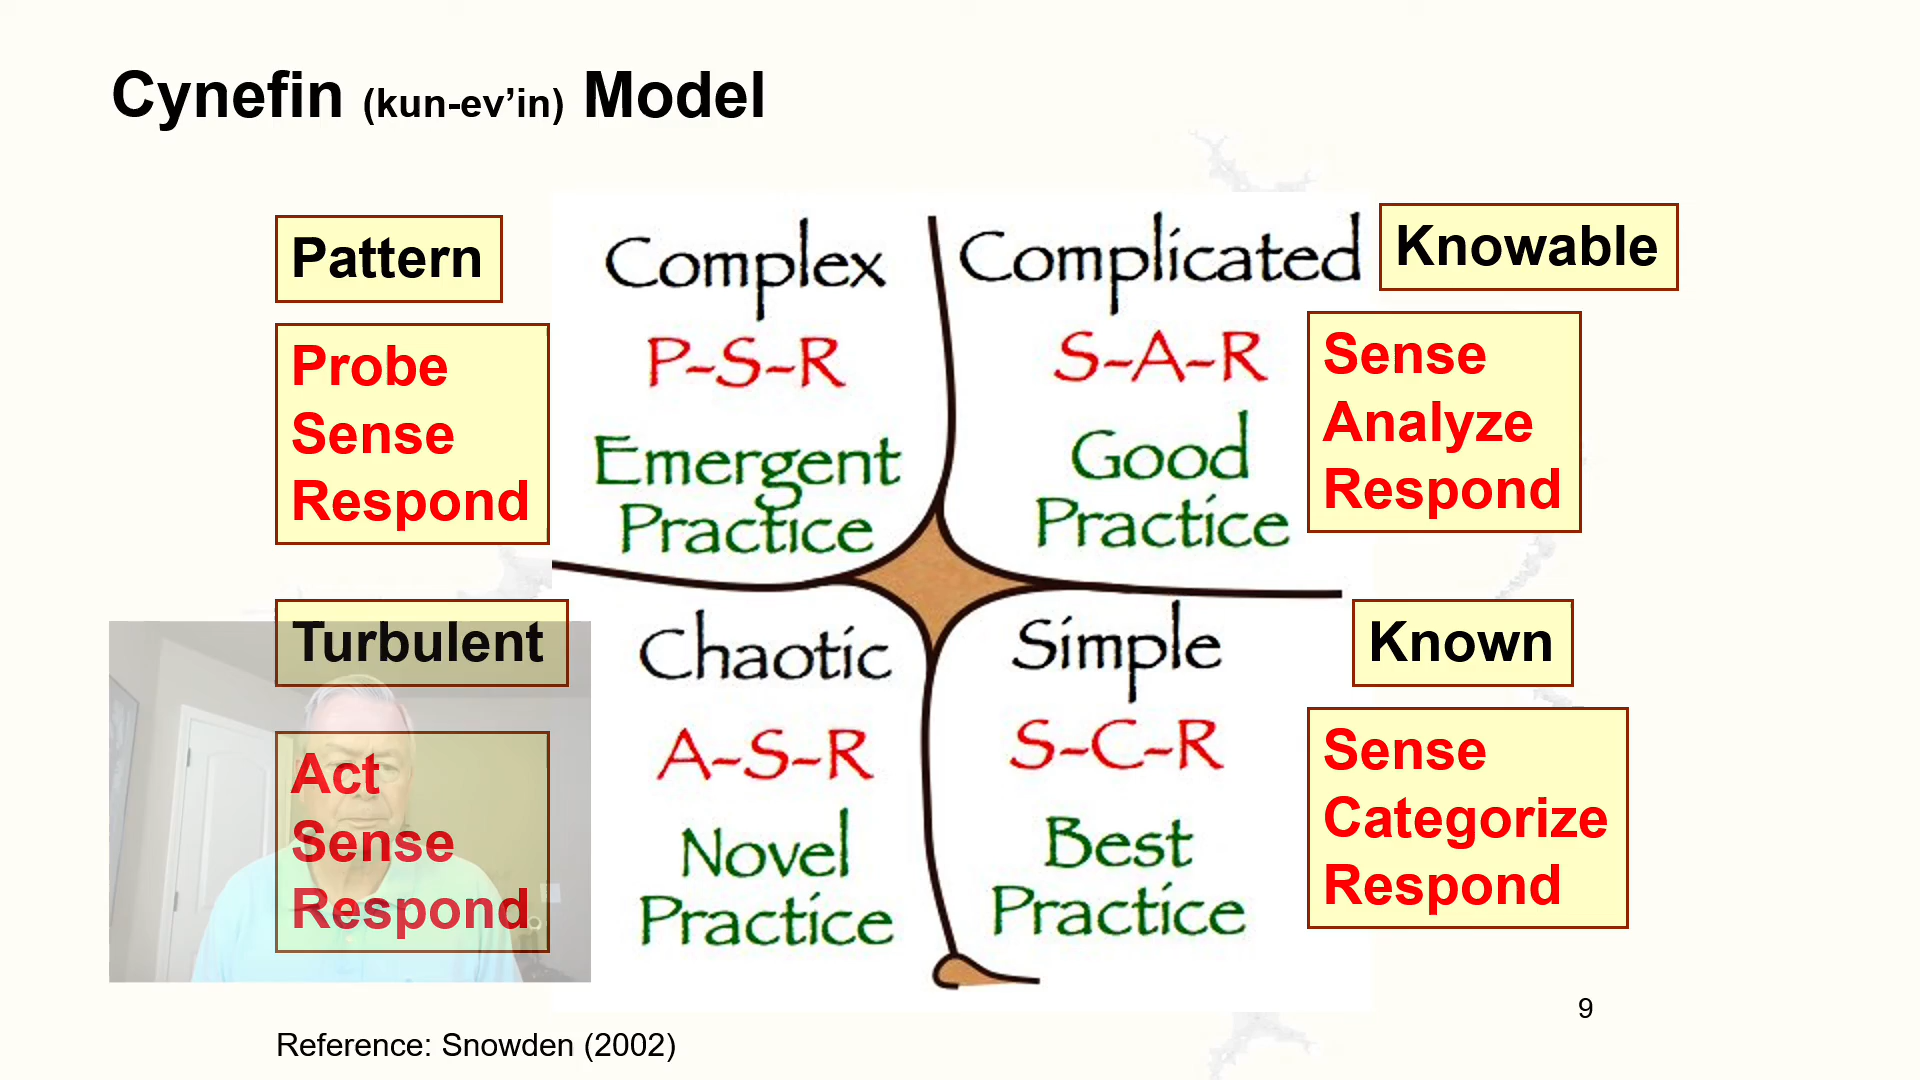 Cynefin (kun-ev’in) Model
Pattern
Probe
Sense
Respond
Complex
P-S-R
Emergent
Practice
Complicated
S-A-R
Good
Practice
Knowable
Sense
Analyze
Respond
Turbulent
Act
Sense
Respond
Chaotic
A-S-R
Novel
Practice
Simple
S-C-R
Best
Practice
Known
Sense
Categorize
Respond
9
Reference: Snowden (2002)